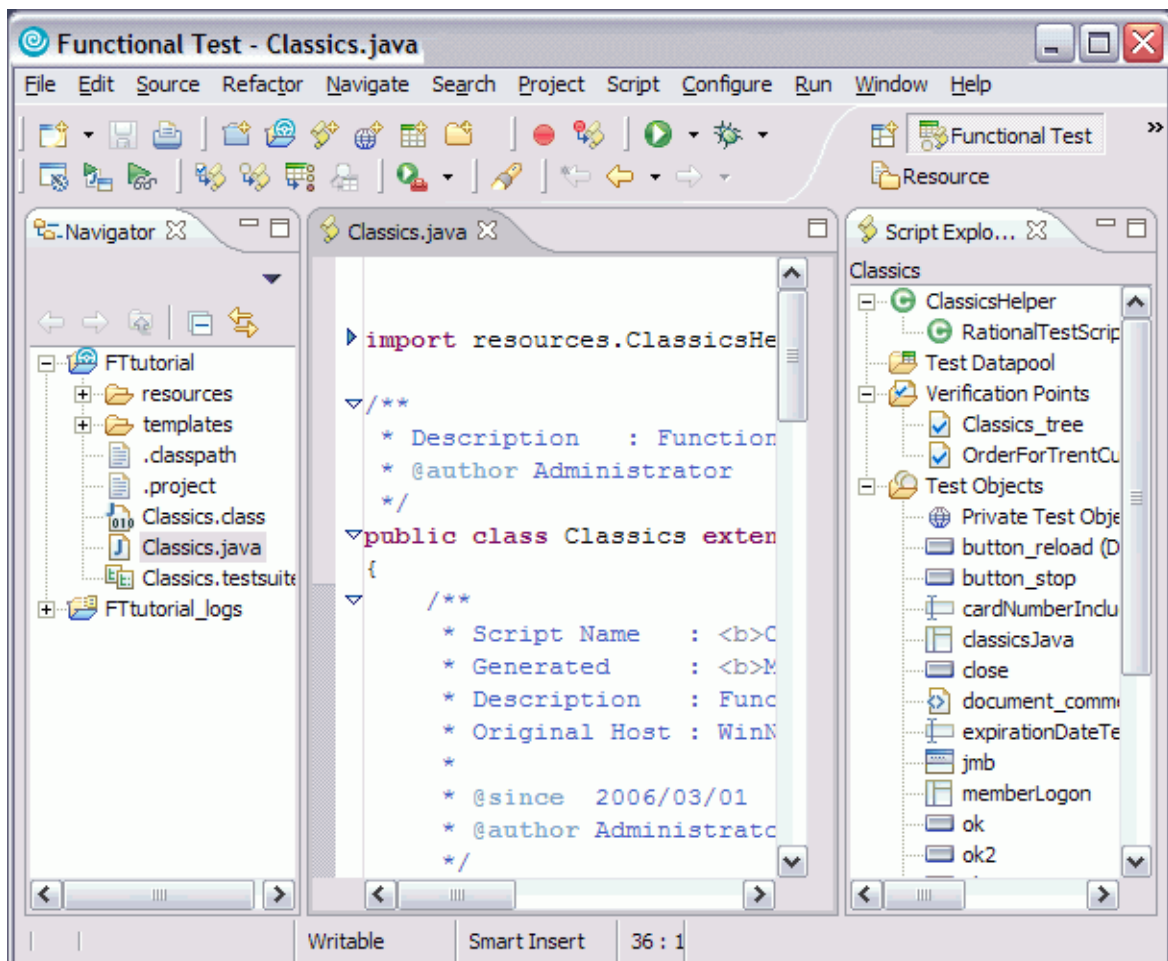 Functional Test - Classics.java
File Edit Source Refactor Navigate Search Project Script Configure Run Window Help
Functional Test
Resource
Navigator
FTtutorial
resources
templates
.classpath
.project
Classics.class
Classics.java
Classics.testsuite
FTtutorial_logs
Classics.java
import resources.ClassicsHe
/**
* Description : Function
* @author Administrator
*/
public class Classics exten
{
/**
* Script Name : <b>C
* Generated : <b>M
* Description : Func
* Original Host : WinN
*
* @since 2006/03/01
* @author Administrato
*/
Script Explo...
Classics
ClassicsHelper
RationalTestScrip
Test Datapool
Verification Points
Classics_tree
OrderForTrentCu
Test Objects
Private Test Obje
button_reload (D
button_stop
cardNumberInclu
classicsJava
close
document_comme
expirationDateTe
jmb
memberLogon
ok
ok2
Writable Smart Insert 36 : 1